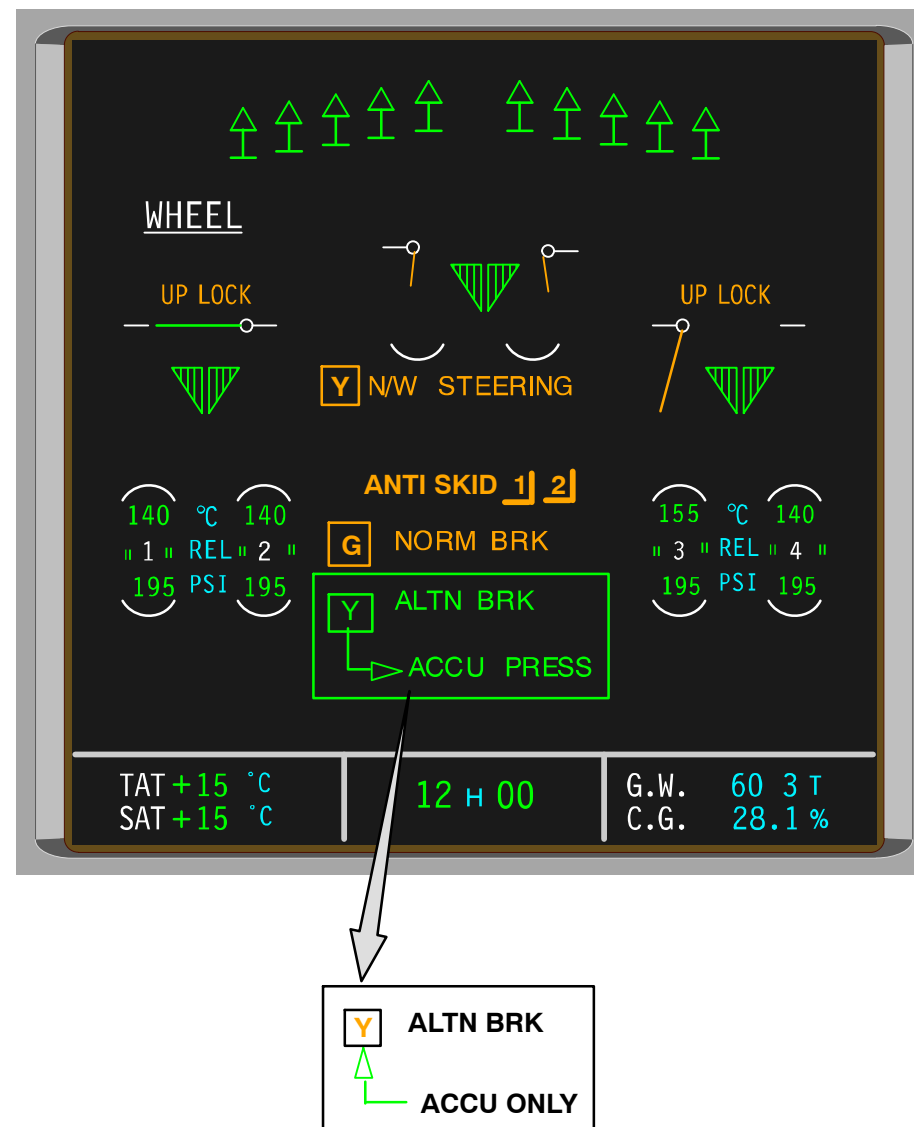 WHEEL
UP LOCK UP LOCK
Y N/W STEERING
ANTI SKID 1 2
140 °C 140 155 °C 140
G NORM BRK
1 REL 2 3 REL 4
195 PSI 195 195 PSI 195
Y ALTN BRK
ACCU PRESS
TAT +15 °C 12 H 00 G.W. 60 3 T
SAT +15 °C C.G. 28.1 %
Y ALTN BRK
ACCU ONLY